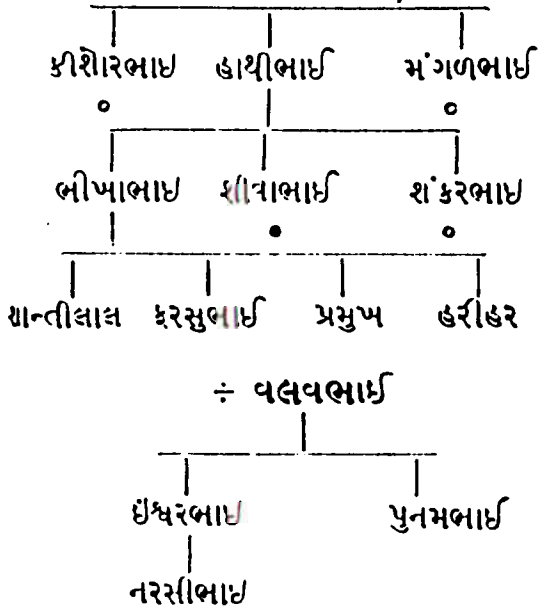 કીશોરભાઇ હાથીભાઈ મંગળભાઈ
ભીખાભાઇ શીવાભાઈ શંકરભાઇ
શાન્તીલાલ ફરસુભાઈ પ્રમુખ હરીહર
÷ વલવભાઈ
ઇશ્વરભાઇ પુનમભાઈ
નરસીભાઇ